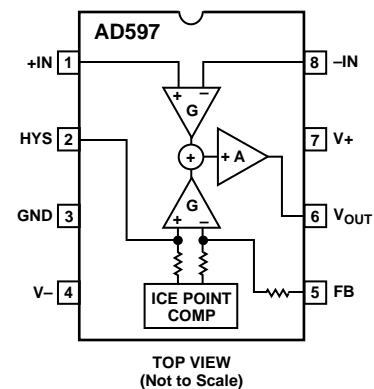 AD597
+IN 1
8 –IN
+ –
G
HYS 2
7 V+
+
+ A
G
GND 3
6 VOUT
+ –
V– 4
ICE POINT
COMP
5 FB
TOP VIEW
(Not to Scale)